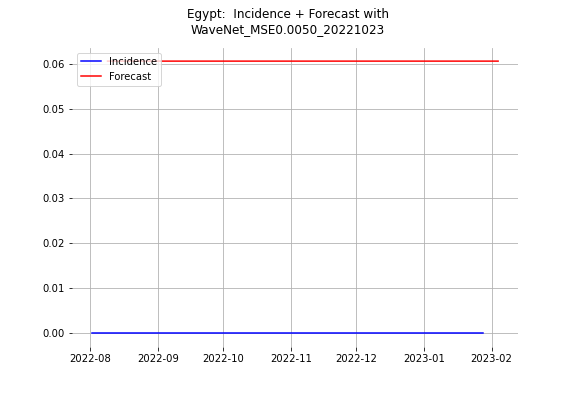 Egypt:  Incidence + Forecast with
WaveNet_MSE0.0050_20221023
Incidence
Forecast
0.06
0.05
0.04
0.03
0.02
0.01
0.00
2022-08 2022-09 2022-10 2022-11 2022-12 2023-01 2023-02